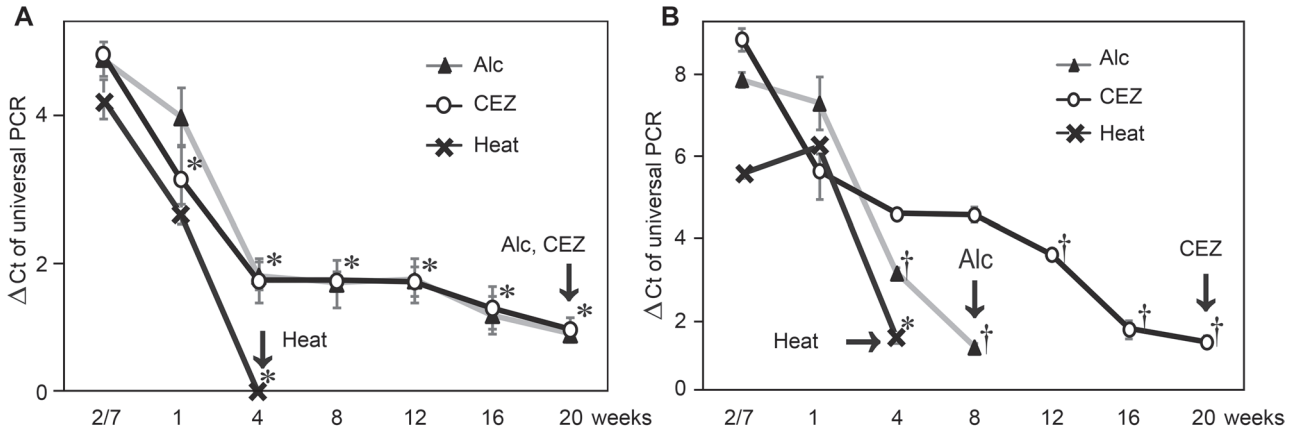 A
ΔCt of universal PCR
4
2
0
Alc
CEZ
Heat
*
*
*
*
*
Alc, CEZ
*
Heat
*
2/7 1 4 8 12 16 20 weeks
B
ΔCt of universal PCR
8
6
4
2
0
Alc
CEZ
Heat
†
†
CEZ
Alc
†
†
Heat
*
†
2/7 1 4 8 12 16 20 weeks